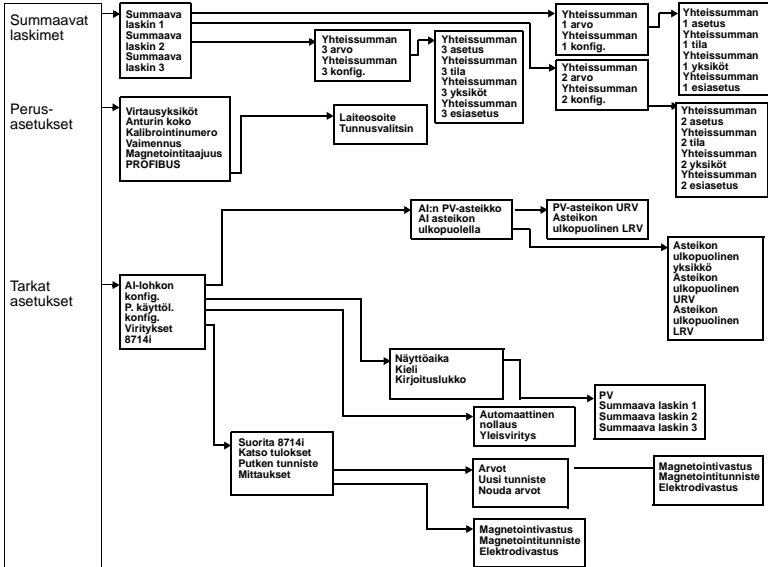 Summaavat
laskimet
Summaava
laskin 1
Summaava
laskin 2
Summaava
laskin 3
Yhteissumman
3 arvo
Yhteissumman
3 konfig.
Yhteissumman
3 asetus
Yhteissumman
3 tila
Yhteissumman
3 yksiköt
Yhteissumman
3 esiasetus
Yhteissumman
1 arvo
Yhteissumman
1 konfig.
Yhteissumman
1 asetus
Yhteissumman
1 tila
Yhteissumman
1 yksiköt
Yhteissumman
1 esiasetus
Yhteissumman
2 arvo
Yhteissumman
2 konfig.
Yhteissumman
2 asetus
Yhteissumman
2 tila
Yhteissumman
2 yksiköt
Yhteissumman
2 esiasetus
Perus-
asetukset
Virtausyksiköt
Anturin koko
Kalibrointinumero
Vaimennus
Magnetointitaajuus
PROFIBUS
Laiteosoite
Tunnusvalitsin
Tarkat
asetukset
AI-lohkon
konfig.
P. käyttöl.
konfig.
Viritykset
8714i
AI:n PV-asteikko
AI asteikon
ulkopuolella
PV-asteikon URV
Asteikon
ulkopuolinen LRV
Asteikon
ulkopuolinen
yksikkö
Asteikon
ulkopuolinen
URV
Asteikon
ulkopuolinen
LRV
Näyttöaika
Kieli
Kirjoituslukko
PV
Summaava laskin 1
Summaava laskin 2
Summaava laskin 3
Automaattinen
nollaus
Yleisviritys
Suorita 8714i
Katso tulokset
Putken tunniste
Mittaukset
Arvot
Uusi tunniste
Nouda arvot
Magnetointivastus
Magnetointitunniste
Elektrodivastus
Magnetointivastus
Magnetointitunniste
Elektrodivastus